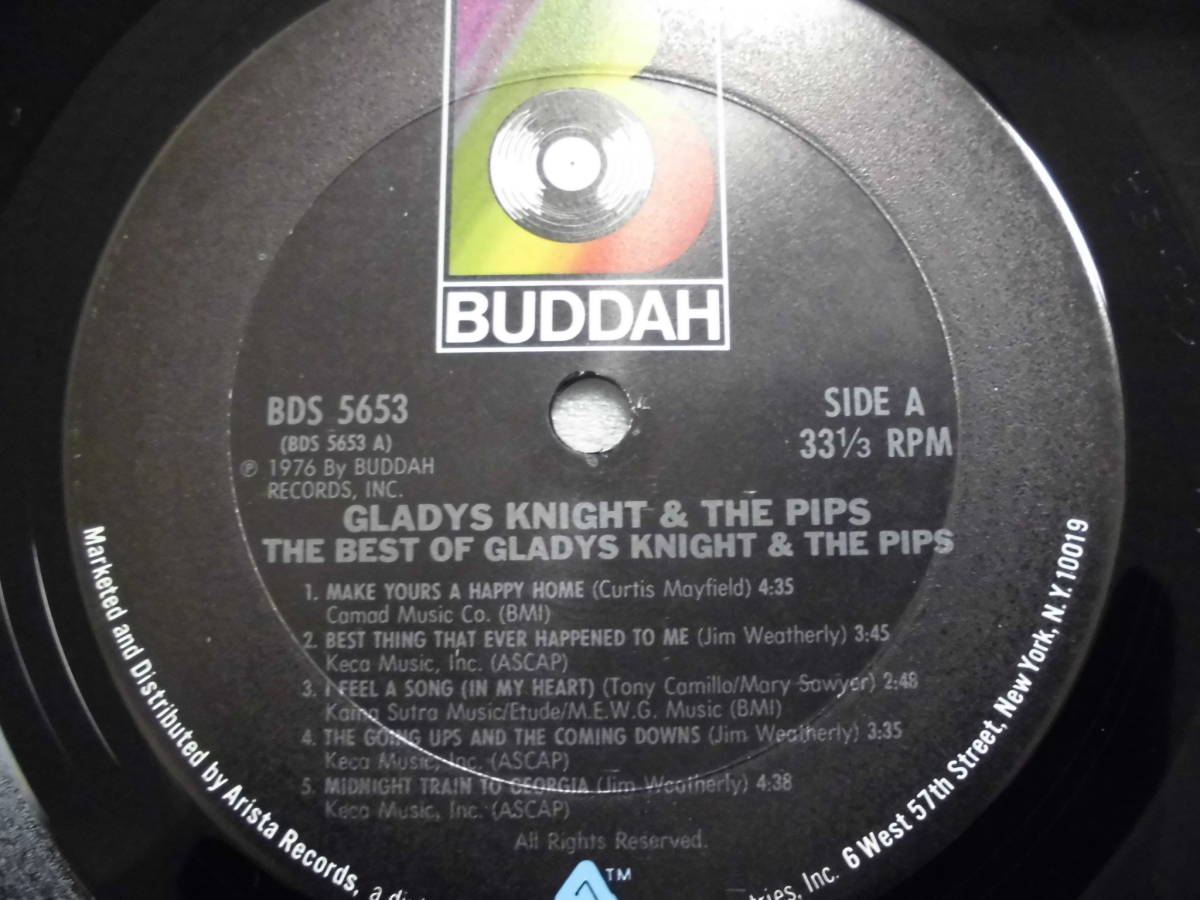 BUDDAH
BDS 5653
(BDS 5653 A)
℗ 1976 By BUDDAH
RECORDS, INC.
SIDE A
33 1/3 RPM
GLADYS KNIGHT & THE PIPS
THE BEST OF GLADYS KNIGHT & THE PIPS
1. MAKE YOURS A HAPPY HOME (Curtis Mayfield) 4:35
Camad Music Co. (BMI)
2. BEST THING THAT EVER HAPPENED TO ME (Jim Weatherly) 3:45
Keca Music, Inc. (ASCAP)
3. I FEEL A SONG (IN MY HEART) (Tony Camillo/Mary Sawyer) 2:48
Kama Sutra Music/Etude/M.E.W.G. Music (BMI)
4. THE GOING UPS AND THE COMING DOWNS (Jim Weatherly) 3:35
Keca Music, Inc. (ASCAP)
5. MIDNIGHT TRAIN TO GEORGIA (Jim Weatherly) 4:38
Keca Music, Inc. (ASCAP)
All Rights Reserved.
TM
Marketed and Distributed by Arista Records, a Inc. 6 West 57th Street, New York, N.Y. 10019